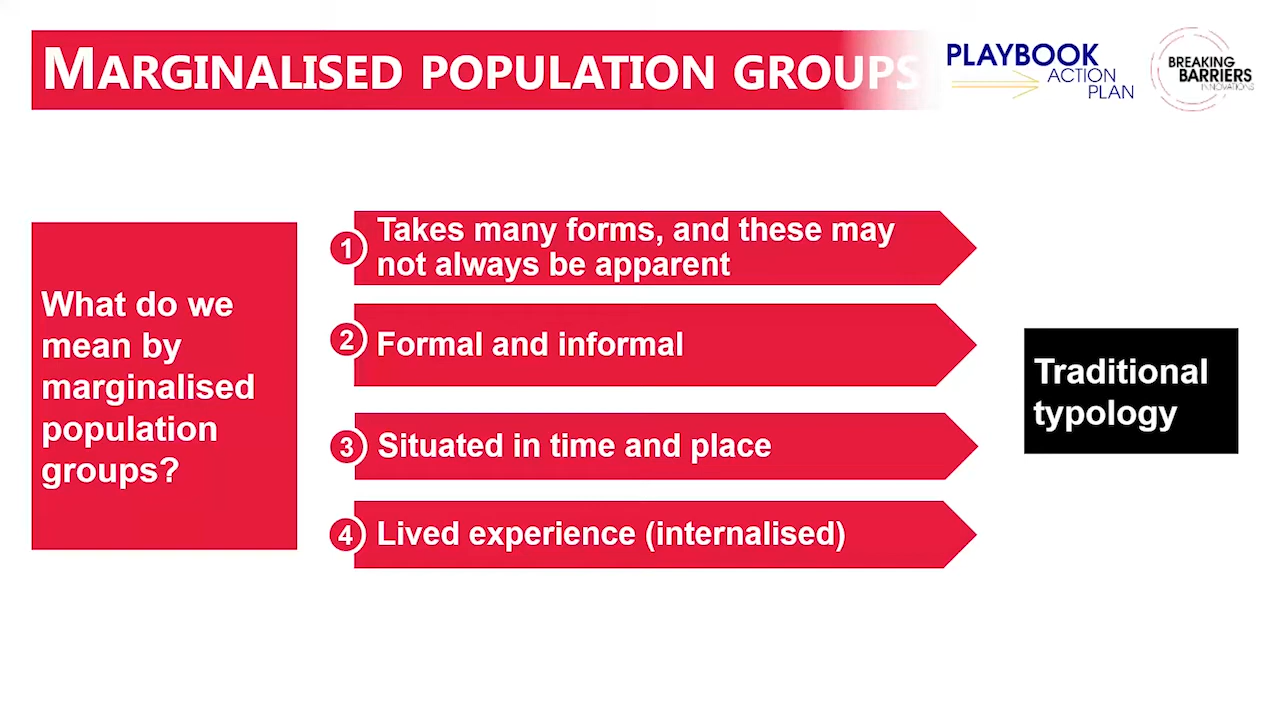 MARGINALISED POPULATION GROUPS
PLAYBOOK
ACTION
PLAN
BREAKING
BARRIERS
INNOVATIONS
What do we
mean by
marginalised
population
groups?
1
Takes many forms, and these may
not always be apparent
2
Formal and informal
3
Situated in time and place
4
Lived experience (internalised)
Traditional
typology